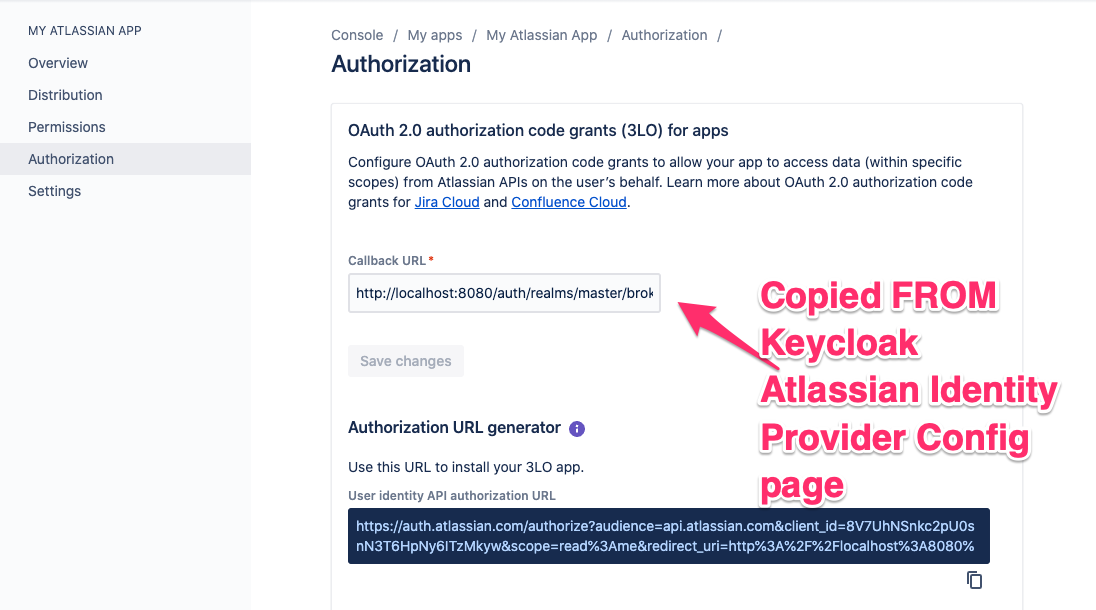 MY ATLASSIAN APP
Overview
Distribution
Permissions
Authorization
Settings
Console / My apps / My Atlassian App / Authorization /
Authorization
OAuth 2.0 authorization code grants (3LO) for apps
Configure OAuth 2.0 authorization code grants to allow your app to access data (within specific
scopes) from Atlassian APIs on the user’s behalf. Learn more about OAuth 2.0 authorization code
grants for Jira Cloud and Confluence Cloud.
Callback URL*
http://localhost:8080/auth/realms/master/brok
Save changes
Copied FROM
Keycloak
Atlassian Identity
Provider Config
page
Authorization URL generator
Use this URL to install your 3LO app.
User identity API authorization URL
https://auth.atlassian.com/authorize?audience=api.atlassian.com&client_id=8V7UhNSnkc2pU0s
nN3T6HpNy6ITzMkyw&scope=read%3Ame&redirect_uri=http%3A%2F%2Flocalhost%3A8080%